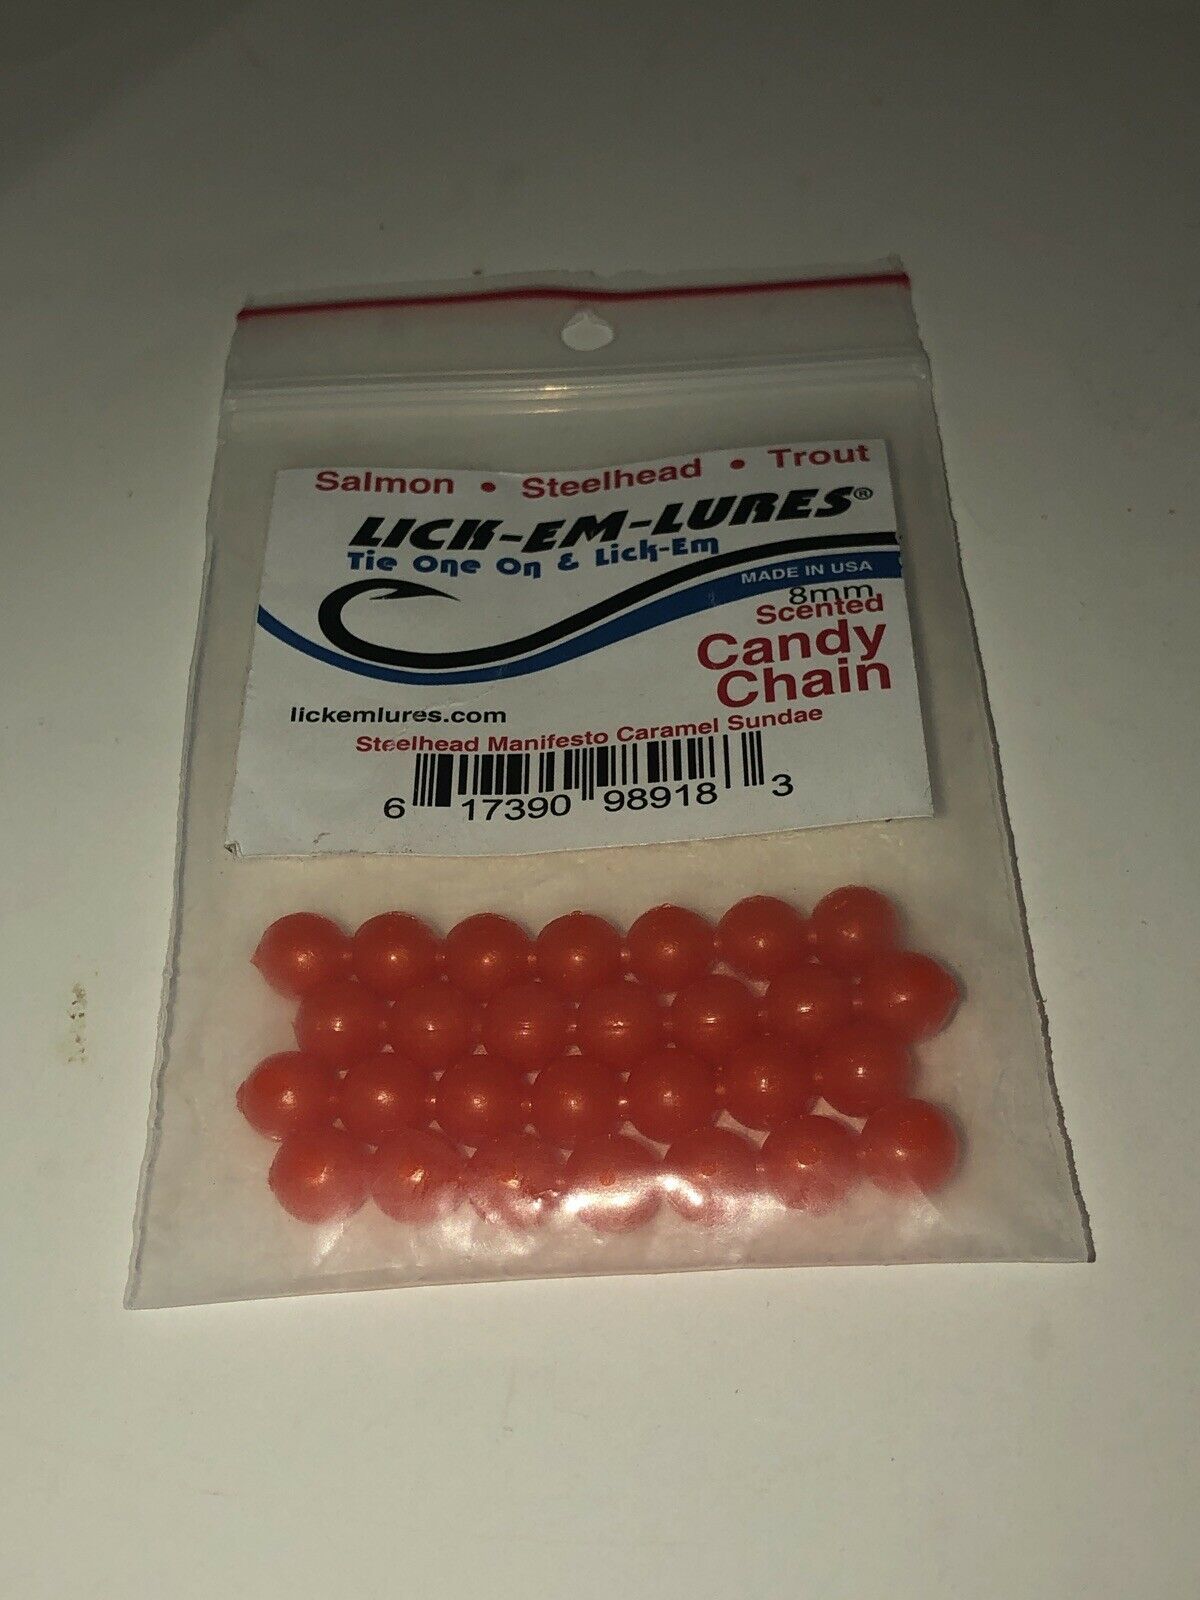 Salmon • Steelhead • Trout
LICK-EM-LURES®
Tie One On & Lick-Em
MADE IN USA
8mm
Scented
Candy
Chain
lickemlures.com
Steelhead Manifesto Caramel Sundae
6 17390 98918 3